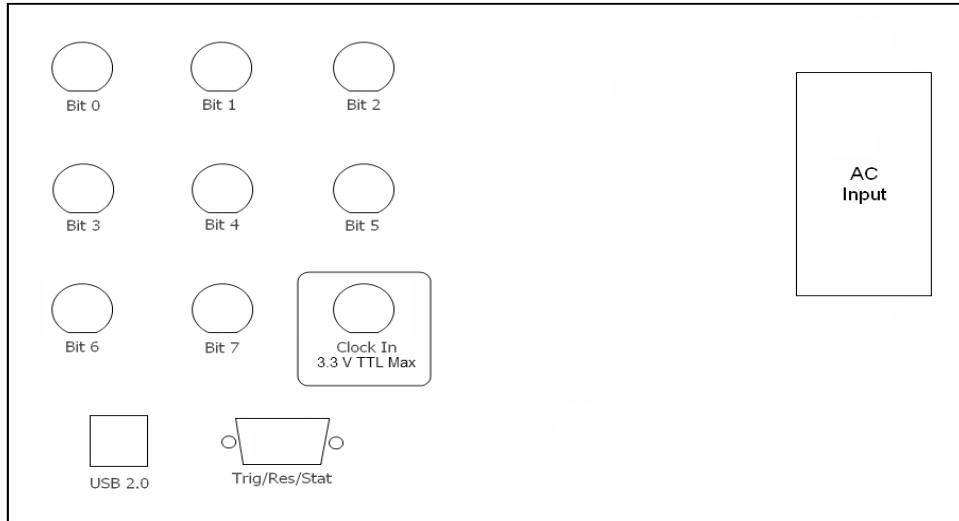 Bit 0
Bit 1
Bit 2
Bit 3
Bit 4
Bit 5
AC
Input
Bit 6
Bit 7
Clock In
3.3 V TTL Max
USB 2.0
Trig/Res/Stat